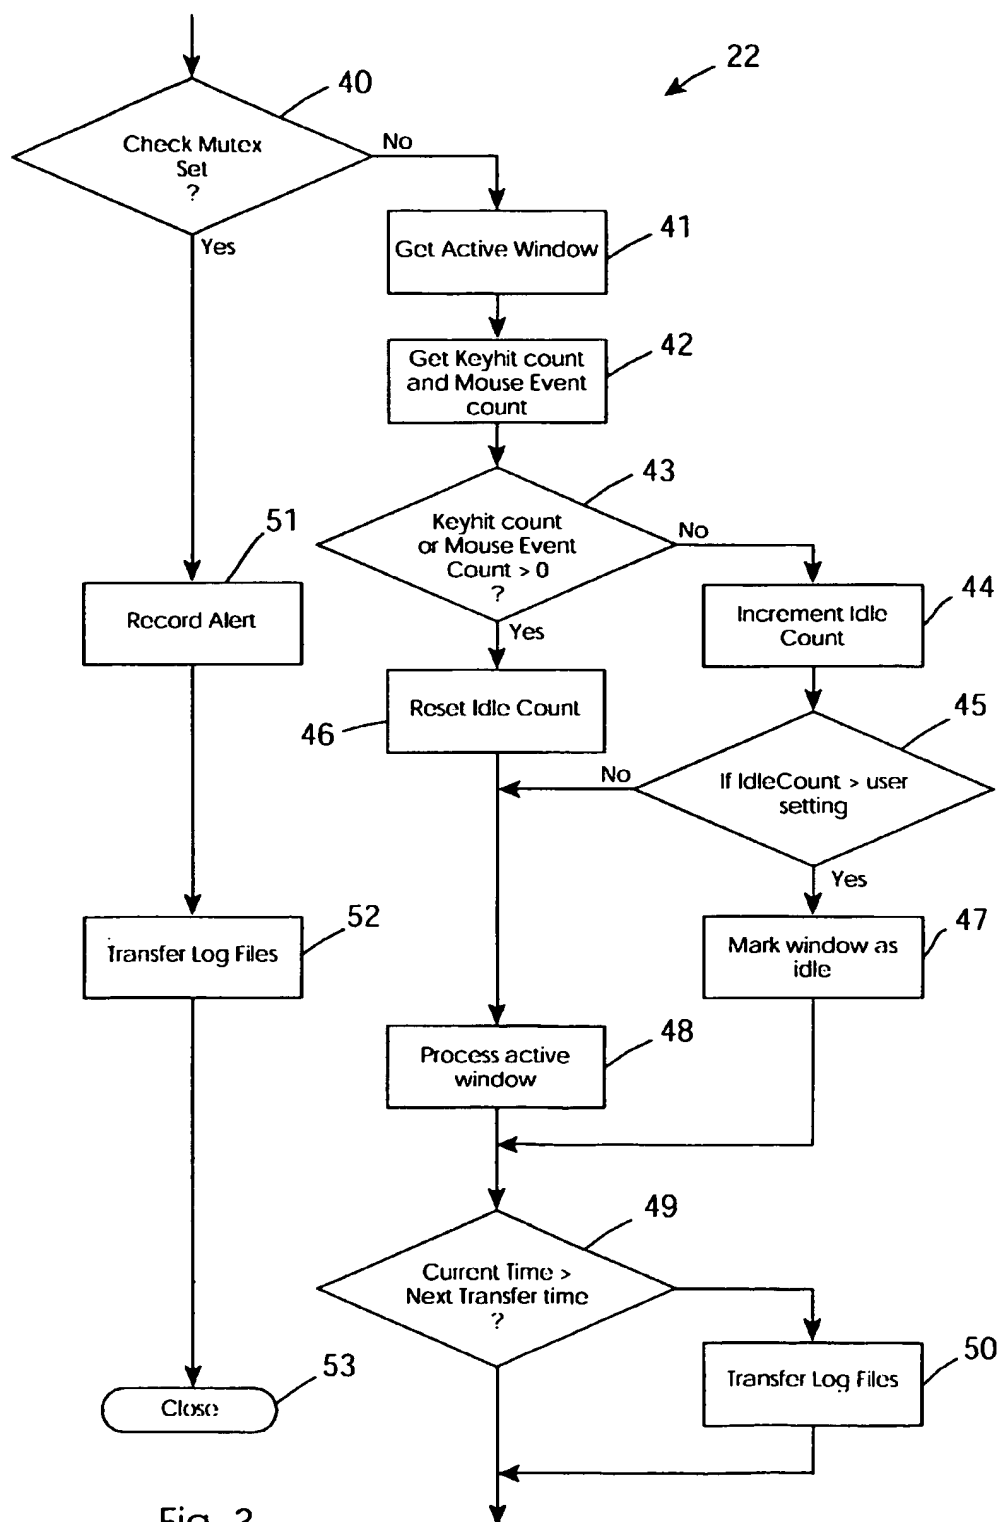 22
40
Check Mutex
Set
?
No
Yes
41
Get Active Window
42
Get Keyhit count
and Mouse Event
count
43
Keyhit count
or Mouse Event
Count > 0
?
No
Yes
51
Record Alert
44
Increment Idle
Count
46
Reset Idle Count
45
If IdleCount > user
setting
No
Yes
52
Transfer Log Files
47
Mark window as
idle
48
Process active
window
49
Current Time >
Next Transfer time
?
50
Transfer Log Files
53
Close
Fig. 2